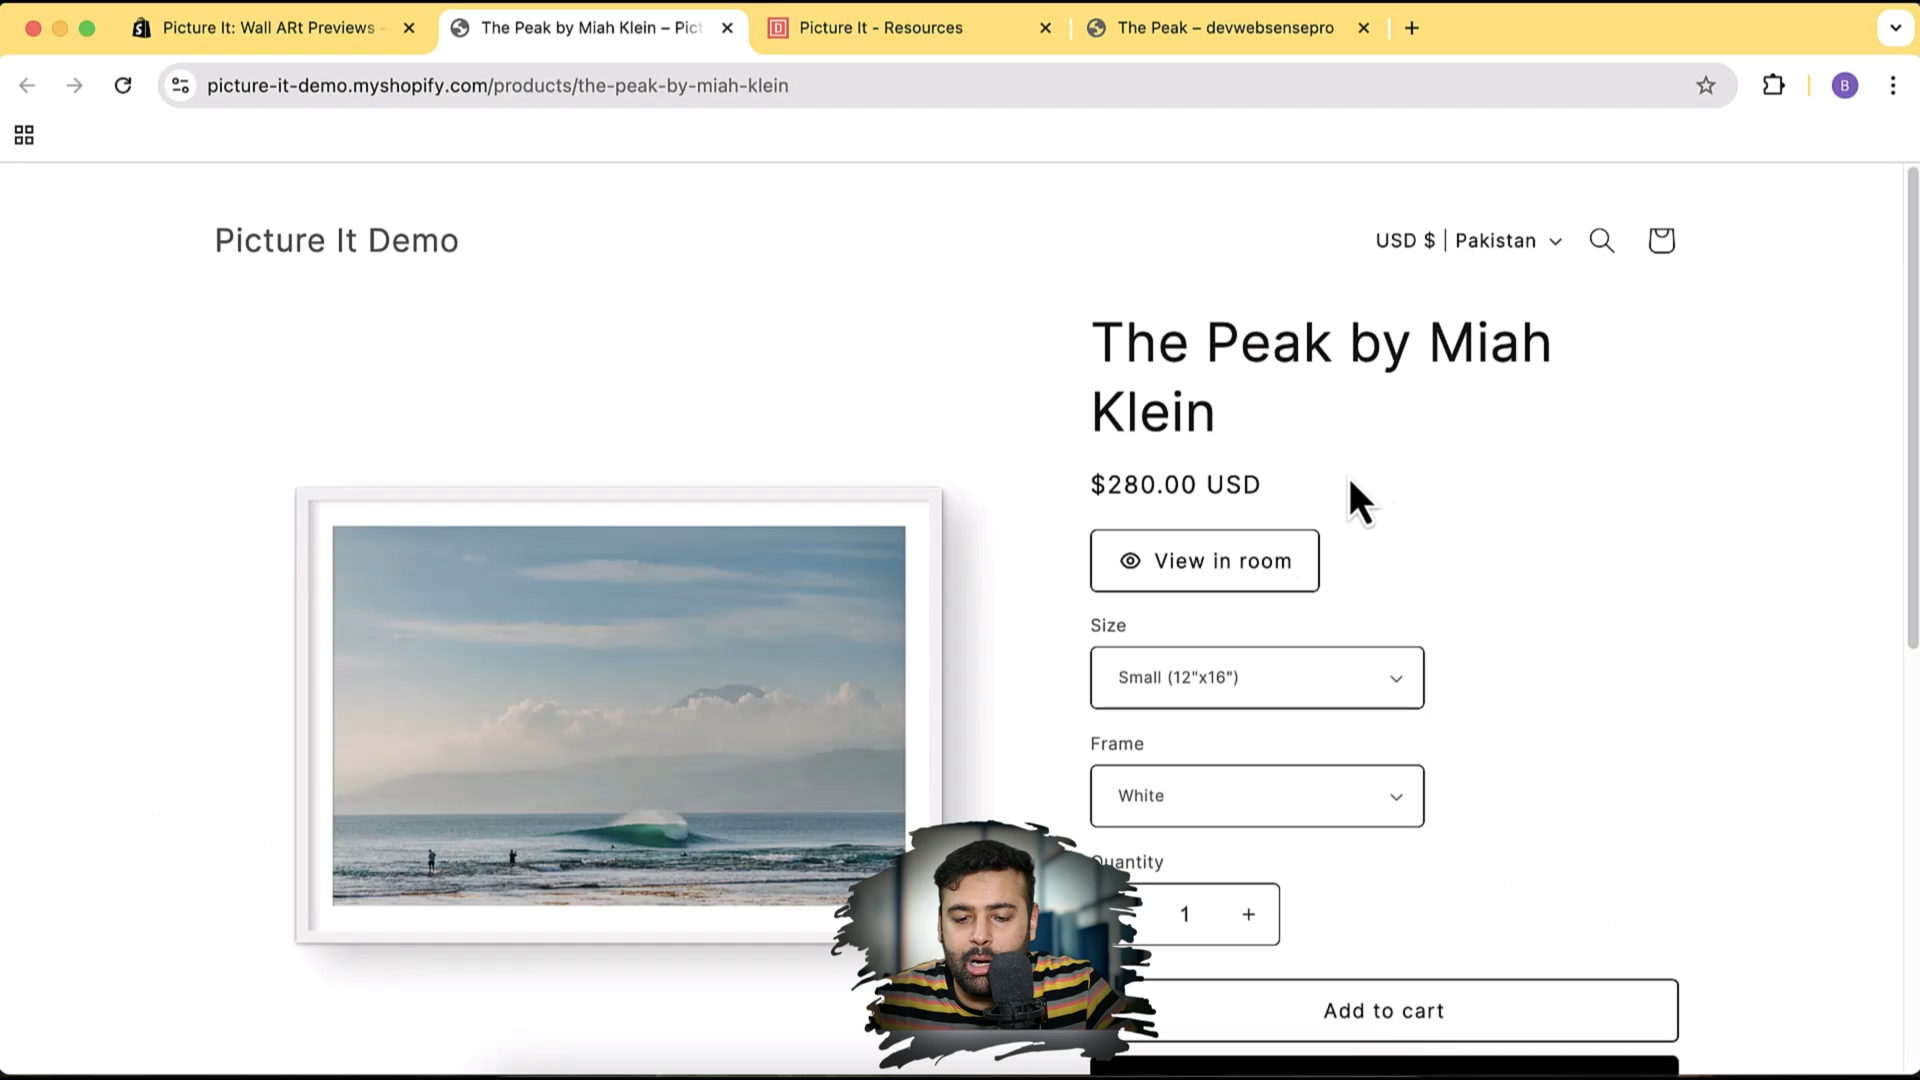 Picture It: Wall ARt Previews -
The Peak by Miah Klein – Pict
Picture It - Resources
The Peak – devwebsensepro
picture-it-demo.myshopify.com/products/the-peak-by-miah-klein
B
Picture It Demo
USD $ | Pakistan
The Peak by Miah
Klein
$280.00 USD
View in room
Size
Small (12"x16")
Frame
White
Quantity
1 +
Add to cart